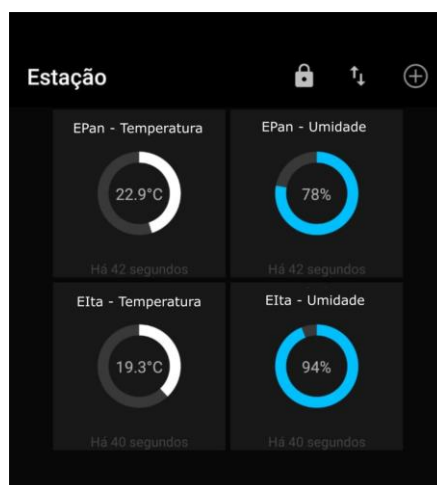 Estação
EPan - Temperatura
EPan - Umidade
22.9°C
78%
Há 42 segundos
Há 42 segundos
EIta - Temperatura
EIta - Umidade
19.3°C
94%
Há 40 segundos
Há 40 segundos